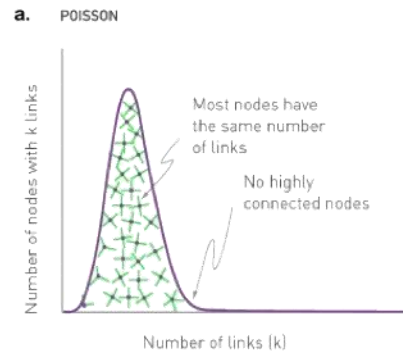 a. POISSON
Number of nodes with k links
Most nodes have
the same number
of links
No highly
connected nodes
Number of links (k)